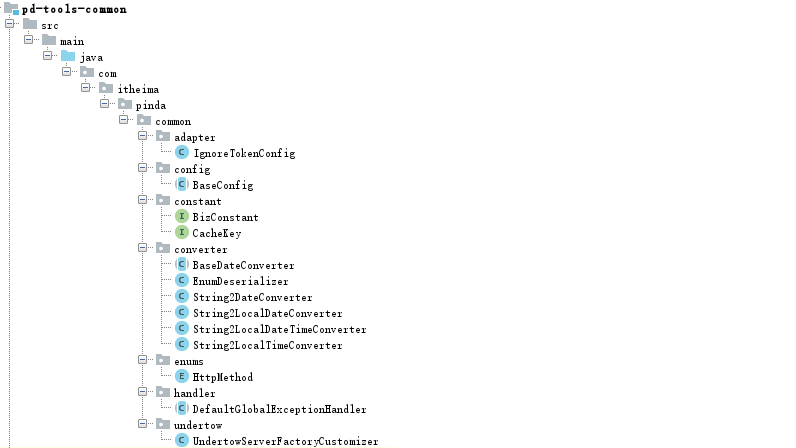 pd-tools-common
src
main
java
com
itheima
pinda
common
adapter
C IgnoreTokenConfig
config
C BaseConfig
constant
I BizConstant
I CacheKey
converter
C BaseDateConverter
C EnumDeserializer
C String2DateConverter
C String2LocalDateConverter
C String2LocalDateTimeConverter
C String2LocalTimeConverter
enums
E HttpMethod
handler
C DefaultGlobalExceptionHandler
undertow
C UndertowServerFactoryCustomizer